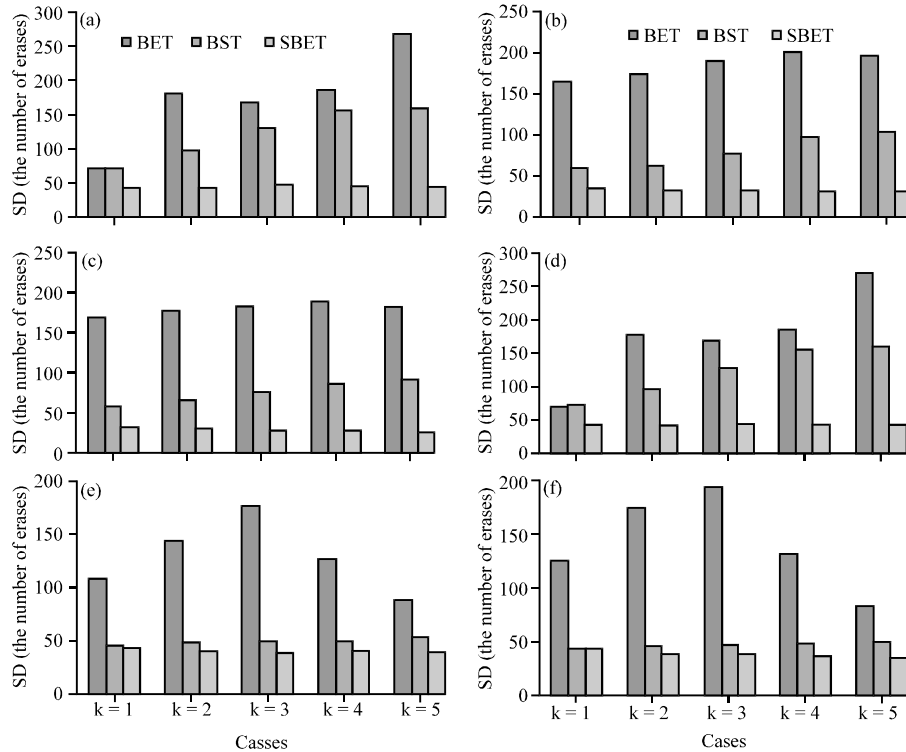 (a)
BET BST SBET
SD (the number of erases)
300
250
200
150
100
50
0
(b)
BET BST SBET
SD (the number of erases)
250
200
150
100
50
0
(c)
SD (the number of erases)
250
200
150
100
50
0
(d)
SD (the number of erases)
300
250
200
150
100
50
0
(e)
SD (the number of erases)
200
150
100
50
0
k = 1 k = 2 k = 3 k = 4 k = 5
Casses
(f)
SD (the number of erases)
200
150
100
50
0
k = 1 k = 2 k = 3 k = 4 k = 5
Casses